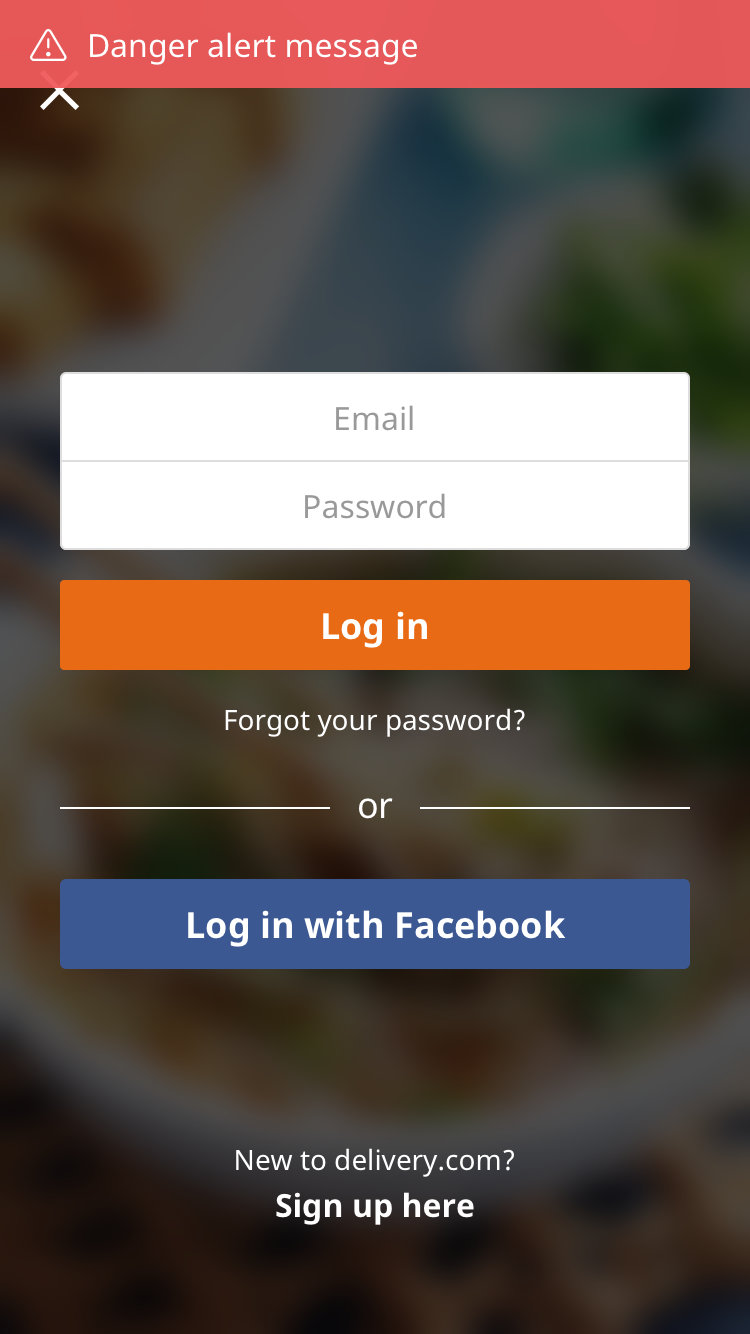 Danger alert message
Email
Password
Log in
Forgot your password?
or
Log in with Facebook
New to delivery.com?
Sign up here